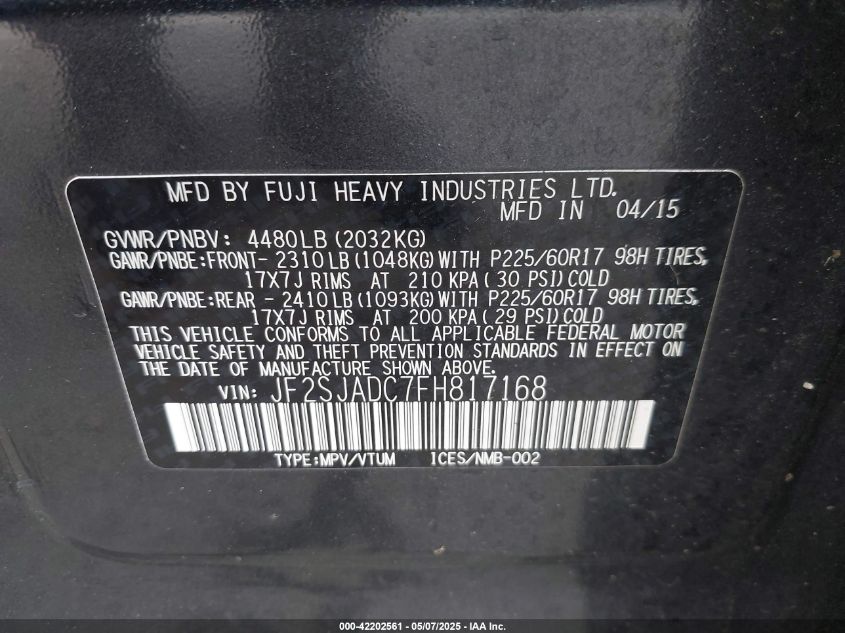 MFD BY FUJI HEAVY INDUSTRIES LTD.
MFD IN 04/15
GVWR/PNBV: 4480LB (2032KG)
GAWR/PNBE:FRONT- 2310LB (1048KG) WITH P225/60R17 98H TIRES,
17X7J RIMS AT 210 KPA ( 30 PSI) COLD
GAWR/PNBE:REAR - 2410LB (1093KG) WITH P225/60R17 98H TIRES,
17X7J RIMS AT 200 KPA ( 29 PSI) COLD
THIS VEHICLE CONFORMS TO ALL APPLICABLE FEDERAL MOTOR
VEHICLE SAFETY AND THEFT PREVENTION STANDARDS IN EFFECT ON
THE DATE OF MANUFACTURE SHOWN ABOVE.
VIN: JF2SJADC7FH817168
TYPE:MPV/VTUM ICES/NMB-002
000-42202561 - 05/07/2025 - IAA Inc.